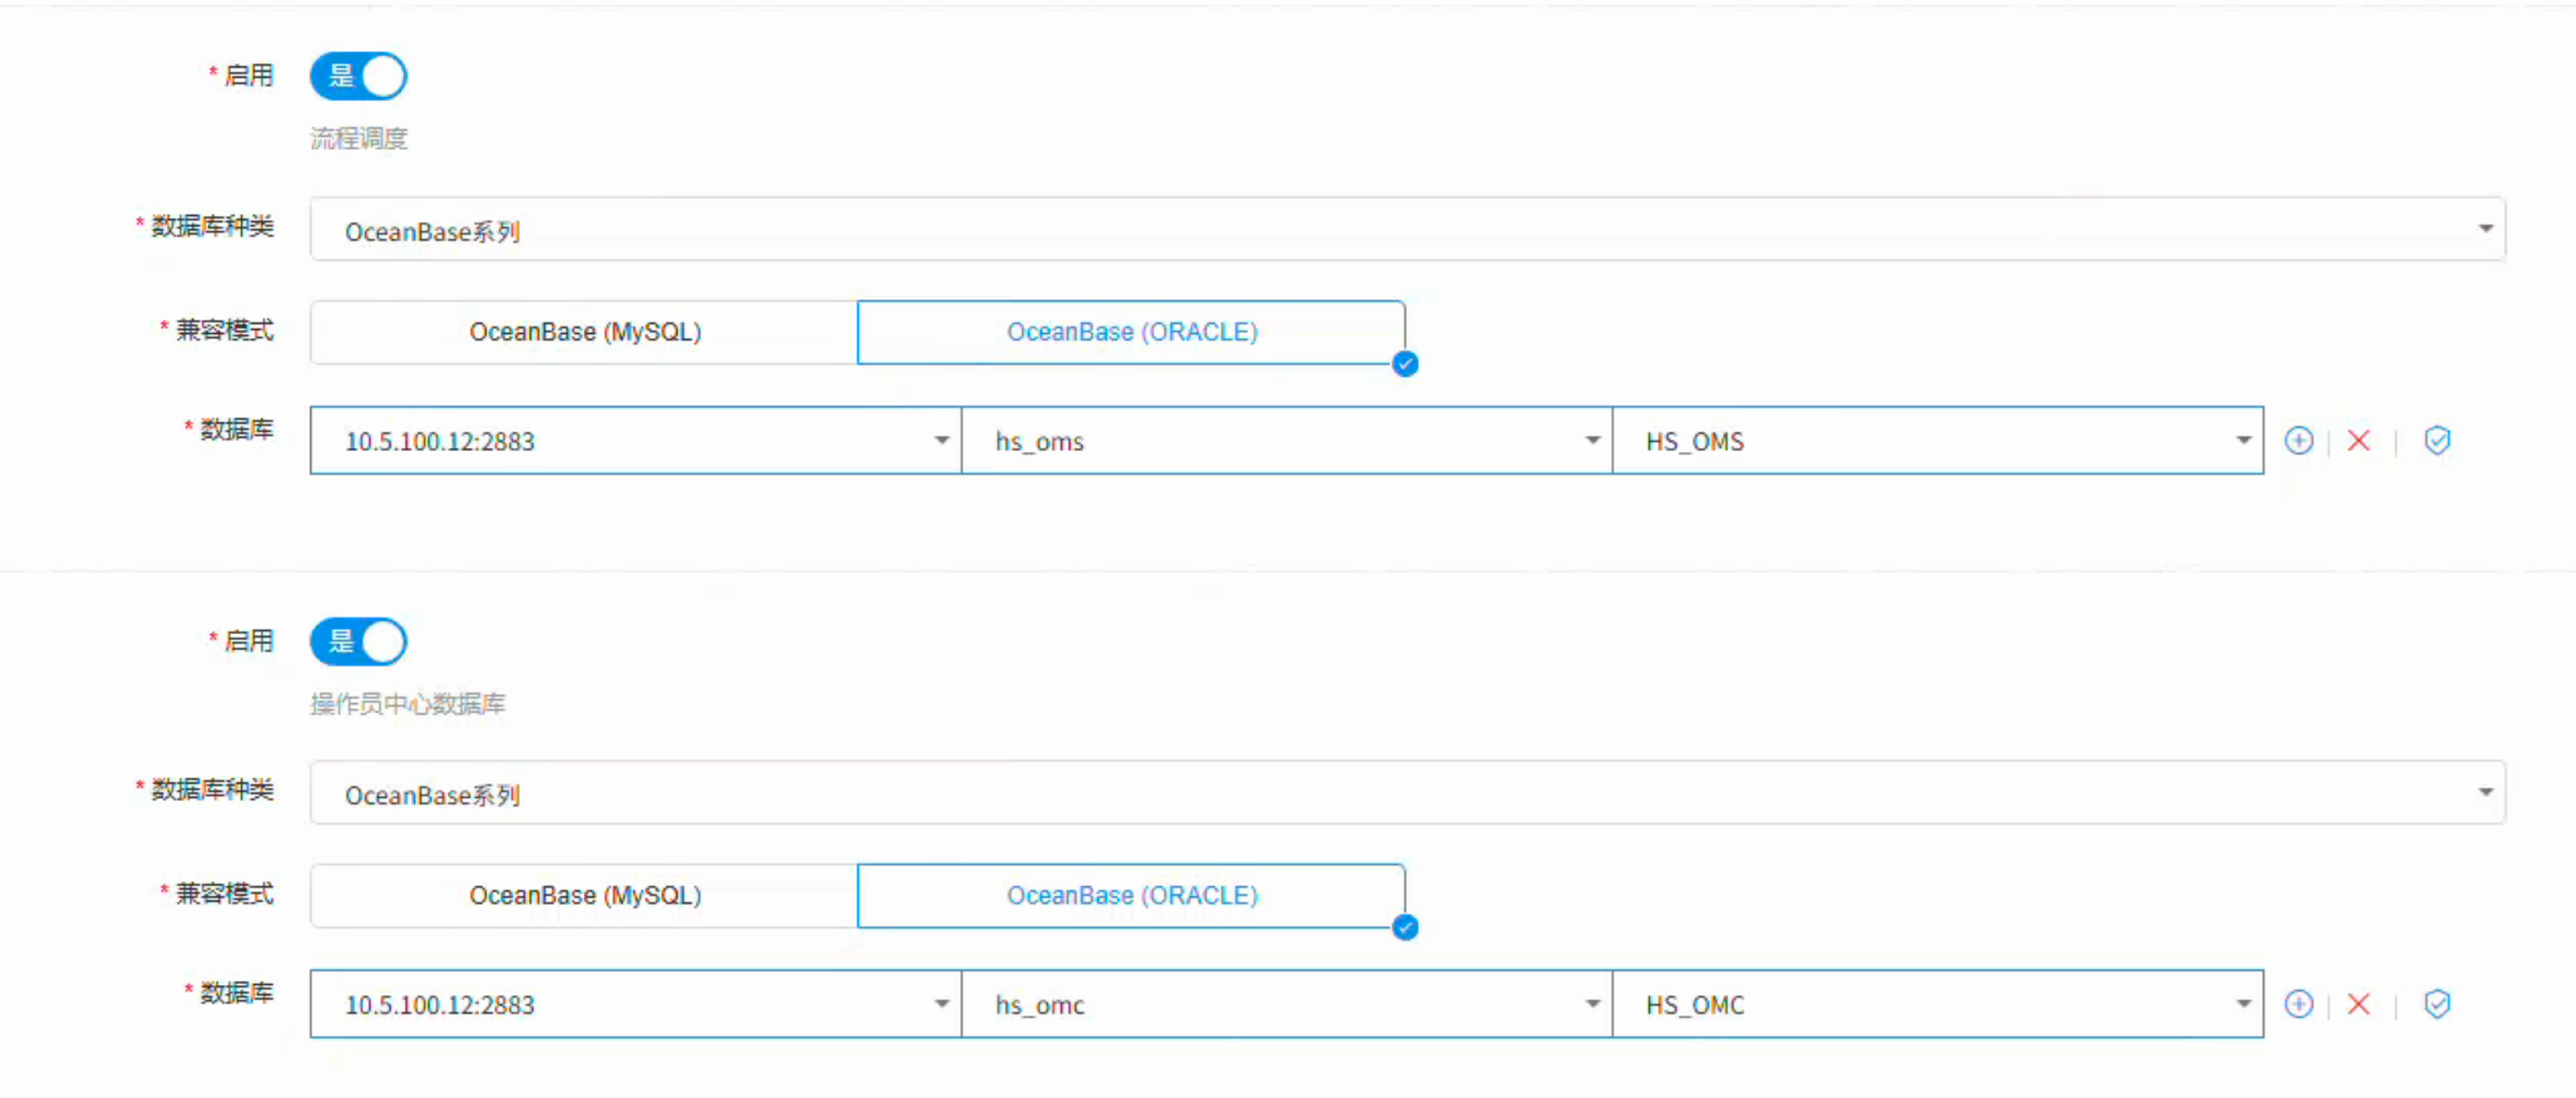 * 启用 是
流程调度
* 数据库种类 OceanBase系列
* 兼容模式 OceanBase (MySQL) OceanBase (ORACLE)
* 数据库 10.5.100.12:2883 hs_oms HS_OMS
* 启用 是
操作员中心数据库
* 数据库种类 OceanBase系列
* 兼容模式 OceanBase (MySQL) OceanBase (ORACLE)
* 数据库 10.5.100.12:2883 hs_omc HS_OMC